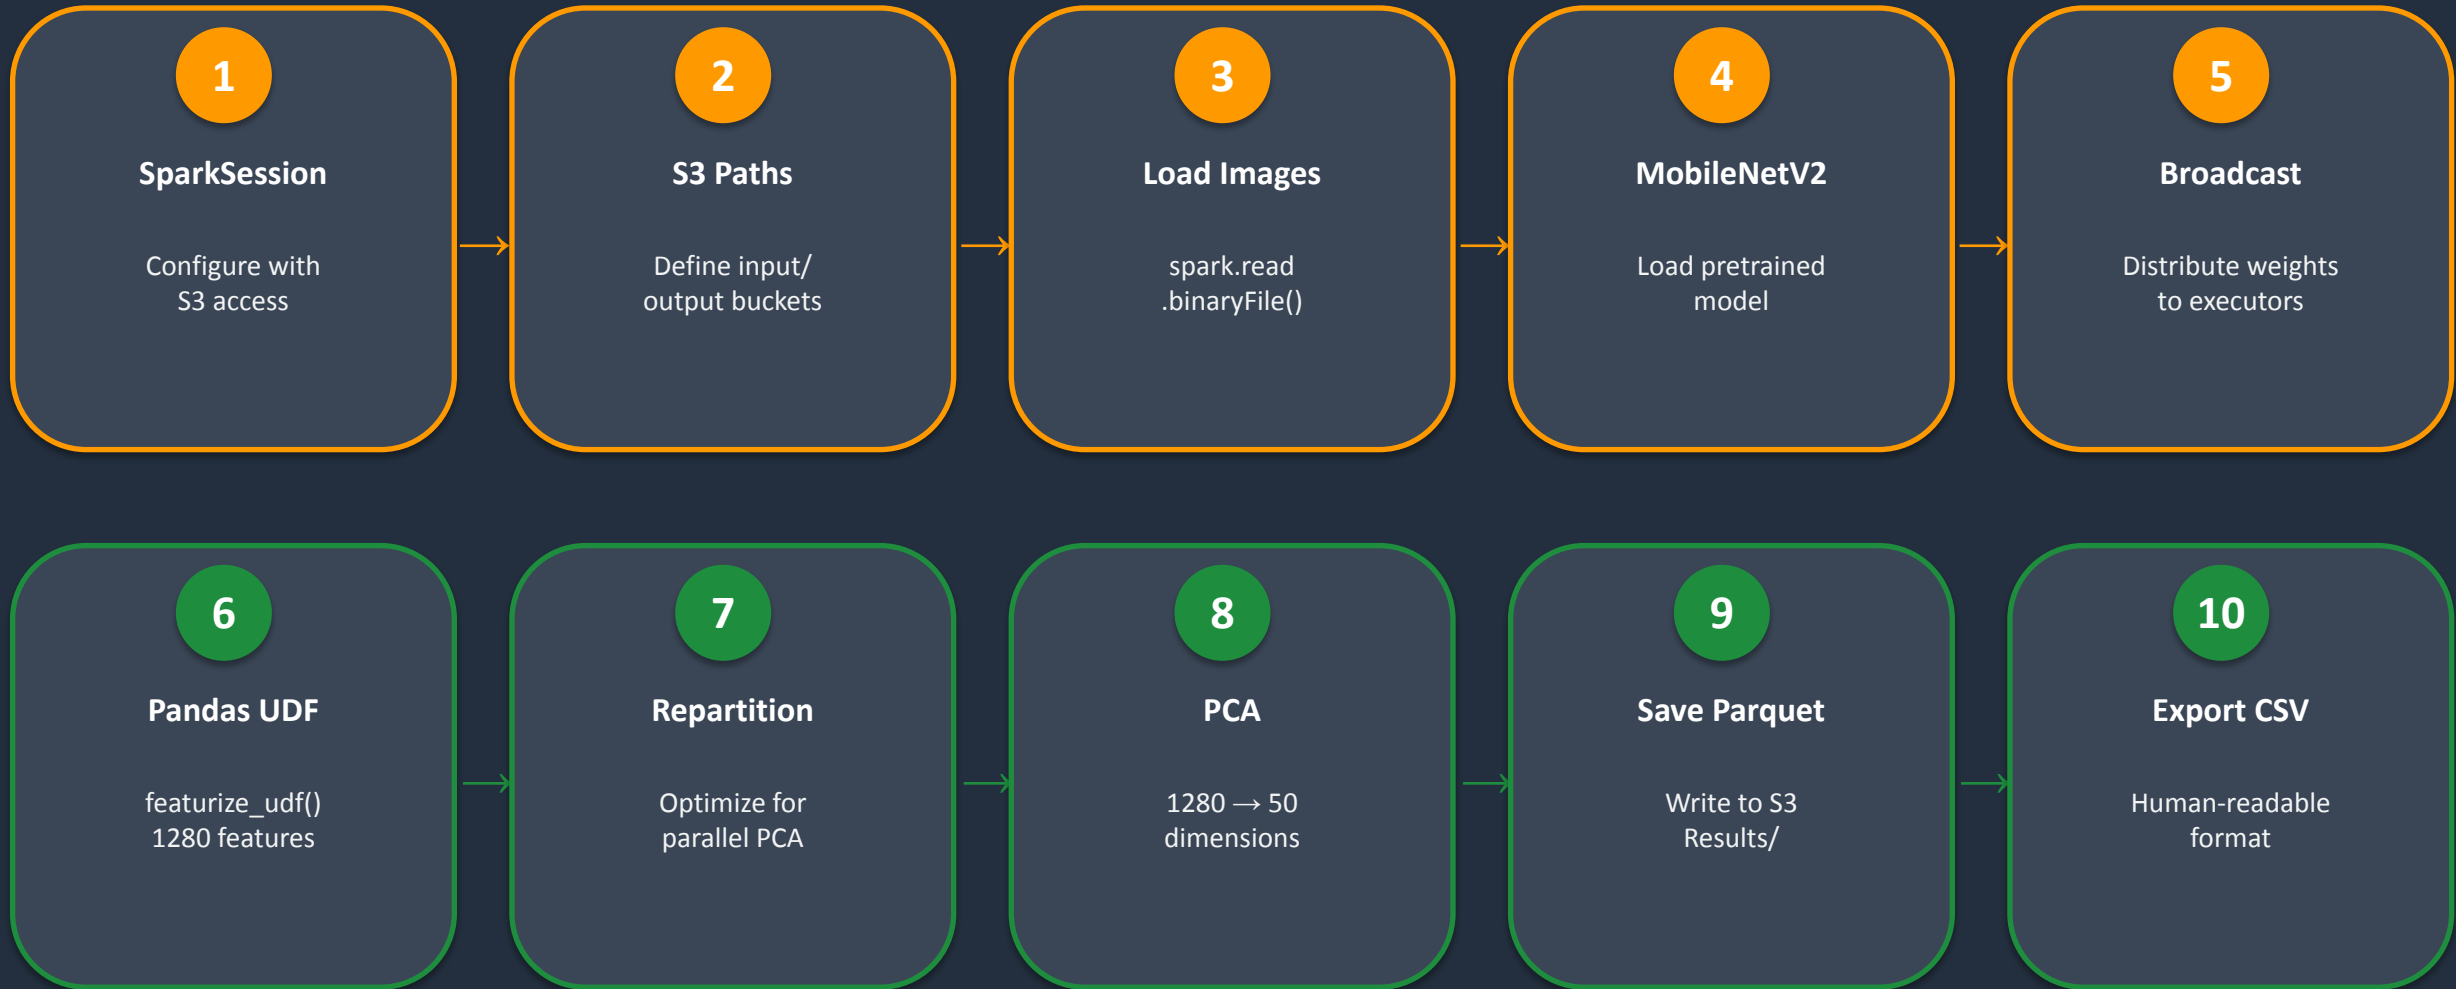 1
SparkSession
Configure with
S3 access
2
S3 Paths
Define input/
output buckets
3
Load Images
spark.read
.binaryFile()
4
MobileNetV2
Load pretrained
model
5
Broadcast
Distribute weights
to executors
6
Pandas UDF
featurize_udf()
1280 features
7
Repartition
Optimize for
parallel PCA
8
PCA
1280 → 50
dimensions
9
Save Parquet
Write to S3
Results/
10
Export CSV
Human-readable
format